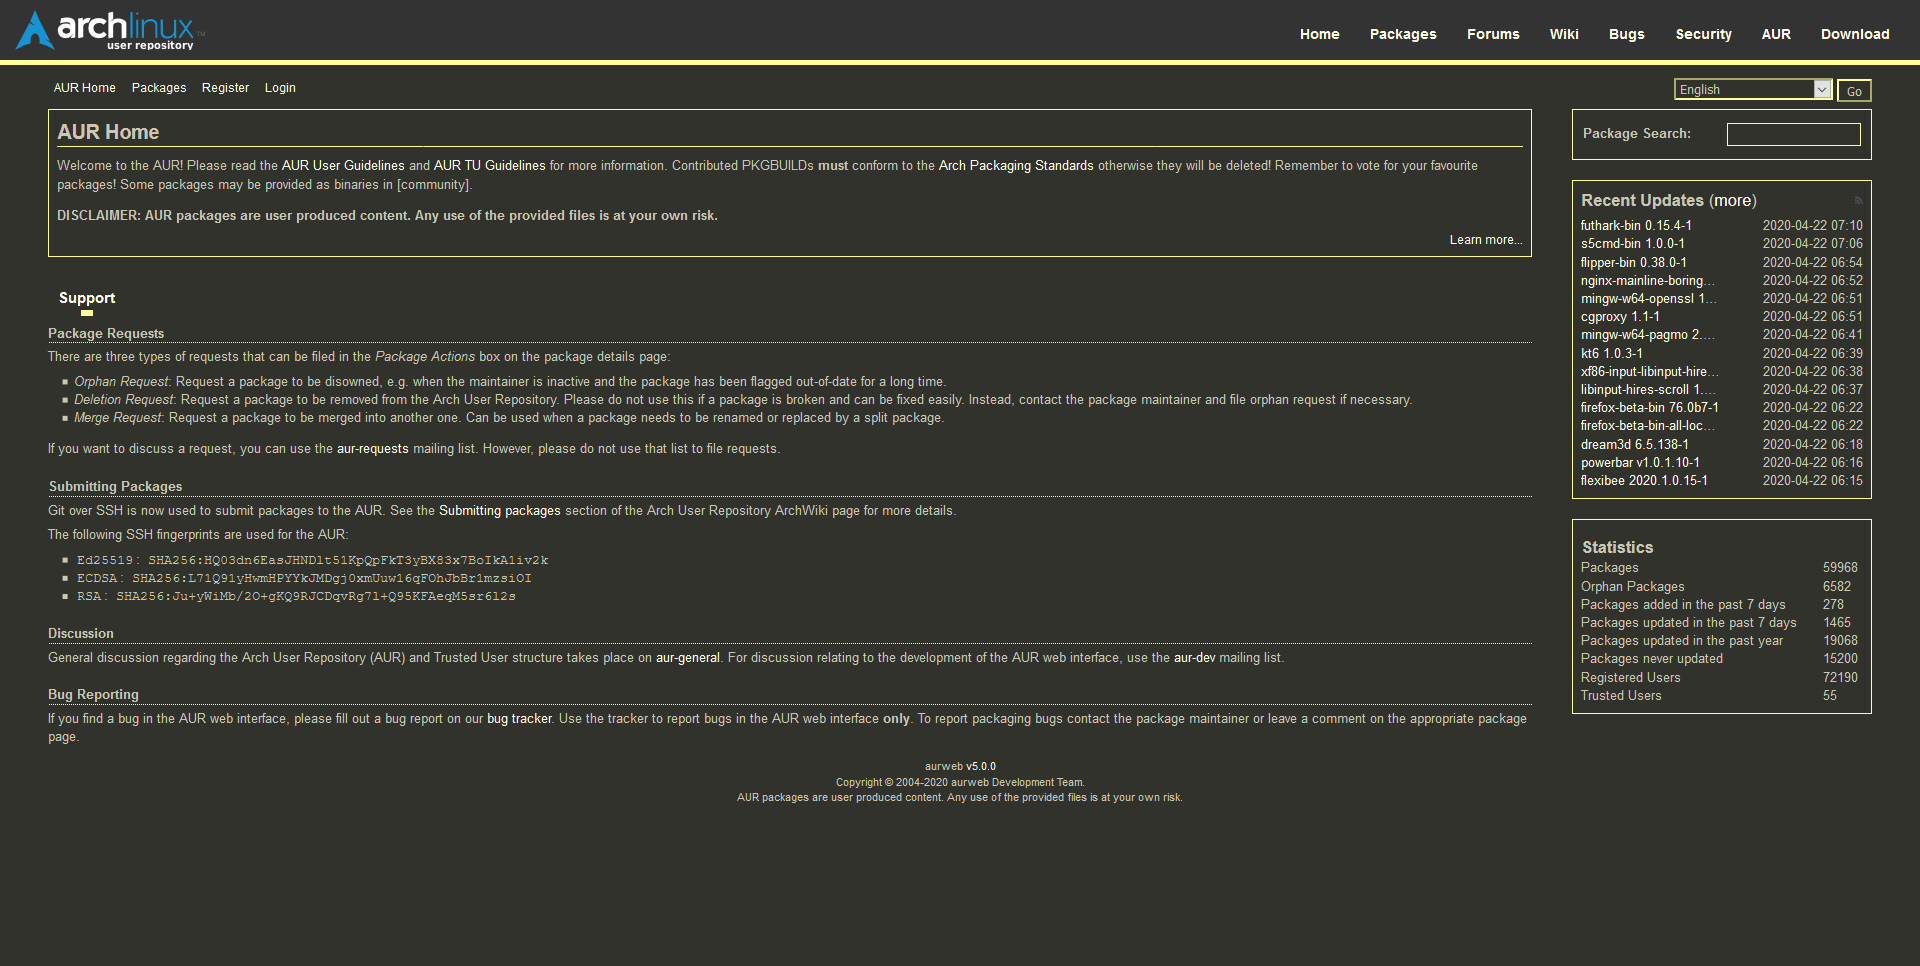 archlinux™
user repository
Home Packages Forums Wiki Bugs Security AUR Download
AUR Home Packages Register Login
English Go
AUR Home
Welcome to the AUR! Please read the AUR User Guidelines and AUR TU Guidelines for more information. Contributed PKGBUILDs must conform to the Arch Packaging Standards otherwise they will be deleted! Remember to vote for your favourite
packages! Some packages may be provided as binaries in [community].
DISCLAIMER: AUR packages are user produced content. Any use of the provided files is at your own risk.
Learn more...
Support
Package Requests
There are three types of requests that can be filed in the Package Actions box on the package details page:
Orphan Request: Request a package to be disowned, e.g. when the maintainer is inactive and the package has been flagged out-of-date for a long time.
Deletion Request: Request a package to be removed from the Arch User Repository. Please do not use this if a package is broken and can be fixed easily. Instead, contact the package maintainer and file orphan request if necessary.
Merge Request: Request a package to be merged into another one. Can be used when a package needs to be renamed or replaced by a split package.
If you want to discuss a request, you can use the aur-requests mailing list. However, please do not use that list to file requests.
Submitting Packages
Git over SSH is now used to submit packages to the AUR. See the Submitting packages section of the Arch User Repository ArchWiki page for more details.
The following SSH fingerprints are used for the AUR:
Ed25519: SHA256:HQ03dn6EasJHNDlt51KpQpFkT3yBX83x7BoIkA1iv2k
ECDSA: SHA256:L71Q91yHwmHPYYkJMDgj0xmUuw16qFOhJbBr1mzsiOI
RSA: SHA256:Ju+yWiMb/2O+gKQ9RJCDqvRg7l+Q95KFAeqM5sr6l2s
Discussion
General discussion regarding the Arch User Repository (AUR) and Trusted User structure takes place on aur-general. For discussion relating to the development of the AUR web interface, use the aur-dev mailing list.
Bug Reporting
If you find a bug in the AUR web interface, please fill out a bug report on our bug tracker. Use the tracker to report bugs in the AUR web interface only. To report packaging bugs contact the package maintainer or leave a comment on the appropriate package
page.
Package Search:
Recent Updates (more)
futhark-bin 0.15.4-1 2020-04-22 07:10
s5cmd-bin 1.0.0-1 2020-04-22 07:06
flipper-bin 0.38.0-1 2020-04-22 06:54
nginx-mainline-boring… 2020-04-22 06:52
mingw-w64-openssl 1… 2020-04-22 06:51
cgproxy 1.1-1 2020-04-22 06:51
mingw-w64-pagmo 2.… 2020-04-22 06:41
kt6 1.0.3-1 2020-04-22 06:39
xf86-input-libinput-hire… 2020-04-22 06:38
libinput-hires-scroll 1.… 2020-04-22 06:37
firefox-beta-bin 76.0b7-1 2020-04-22 06:22
firefox-beta-bin-all-loc… 2020-04-22 06:22
dream3d 6.5.138-1 2020-04-22 06:18
powerbar v1.0.1.10-1 2020-04-22 06:16
flexibee 2020.1.0.15-1 2020-04-22 06:15
Statistics
Packages 59968
Orphan Packages 6582
Packages added in the past 7 days 278
Packages updated in the past 7 days 1465
Packages updated in the past year 19068
Packages never updated 15200
Registered Users 72190
Trusted Users 55
aurweb v5.0.0
Copyright © 2004-2020 aurweb Development Team.
AUR packages are user produced content. Any use of the provided files is at your own risk.